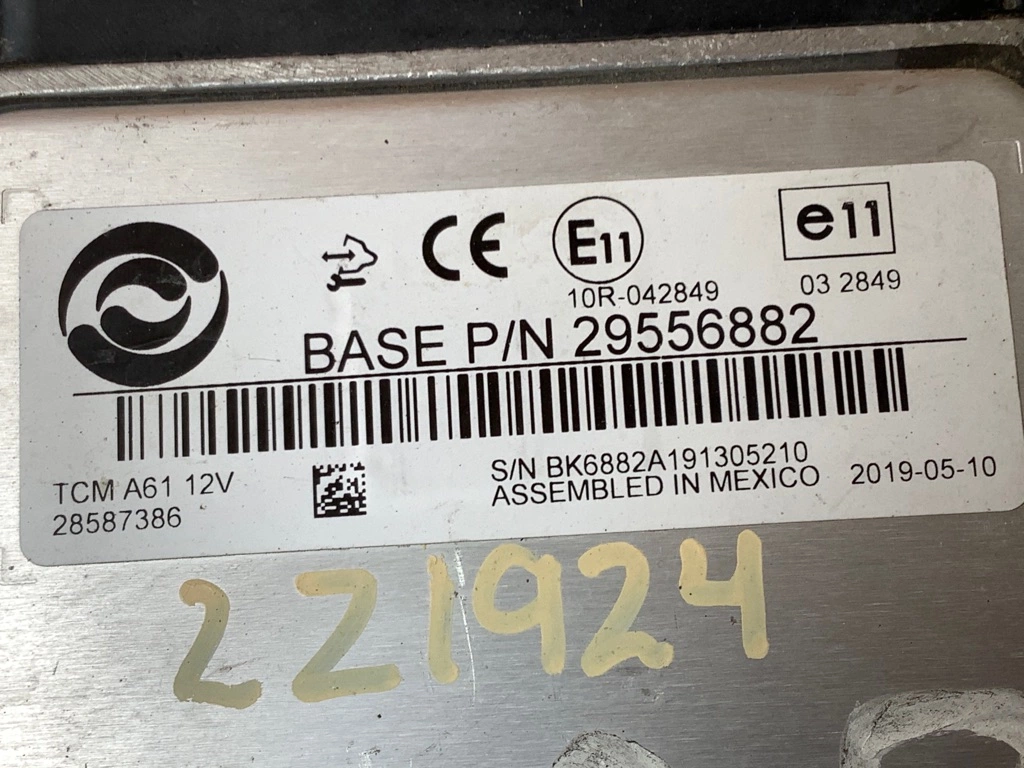 CE E11 e11
10R-042849 03 2849
BASE P/N 29556882
TCM A61 12V
28587386
S/N BK6882A191305210
ASSEMBLED IN MEXICO 2019-05-10
2Z1924